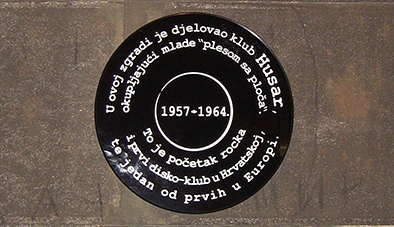 U ovoj zgradi je djelovao klub Husar,
okupljajući mlade "plesom sa ploča".
1957-1964.
To je početak rocka
i prvi disko-klub u Hrvatskoj,
te jedan od prvih u Europi.